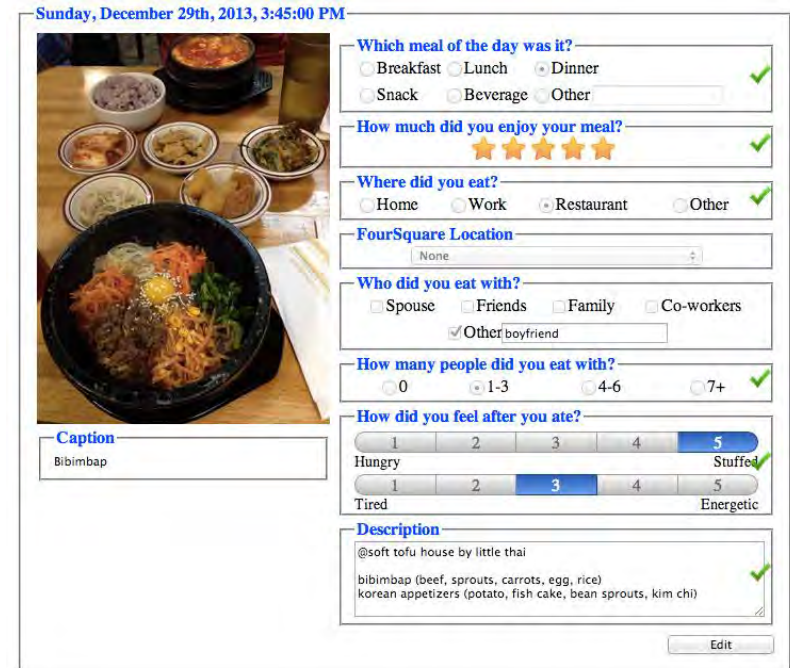 Sunday, December 29th, 2013, 3:45:00 PM
Which meal of the day was it?
Breakfast Lunch Dinner
Snack Beverage Other
How much did you enjoy your meal?
Where did you eat?
Home Work Restaurant Other
FourSquare Location
None
Who did you eat with?
Spouse Friends Family Co-workers
Other boyfriend
How many people did you eat with?
0 1-3 4-6 7+
How did you feel after you ate?
1 2 3 4 5
Hungry Stuffed
1 2 3 4 5
Tired Energetic
Caption
Bibimbap
Description
@soft tofu house by little thai
bibimbap (beef, sprouts, carrots, egg, rice)
korean appetizers (potato, fish cake, bean sprouts, kim chi)
Edit